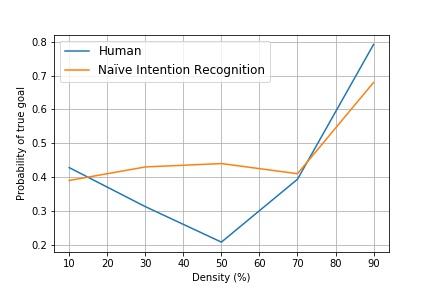 Human
Naïve Intention Recognition
Probability of true goal
0.8
0.7
0.6
0.5
0.4
0.3
0.2
10 20 30 40 50 60 70 80 90
Density (%)